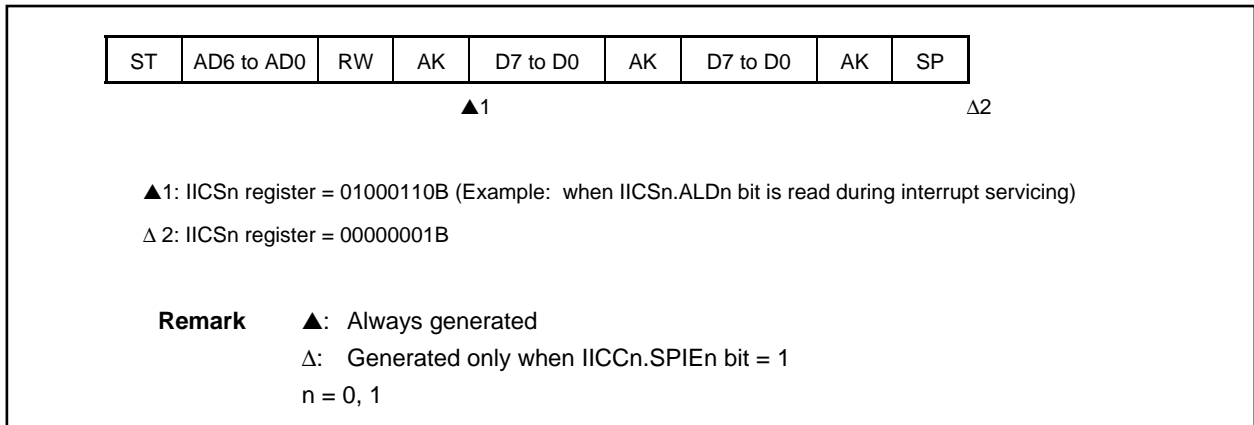 ST AD6 to AD0 RW AK D7 to D0 AK D7 to D0 AK SP
▲1 Δ2
▲1: IICSn register = 01000110B (Example: when IICSn.ALDn bit is read during interrupt servicing)
Δ 2: IICSn register = 00000001B
Remark ▲: Always generated
Δ: Generated only when IICCn.SPIEn bit = 1
n = 0, 1